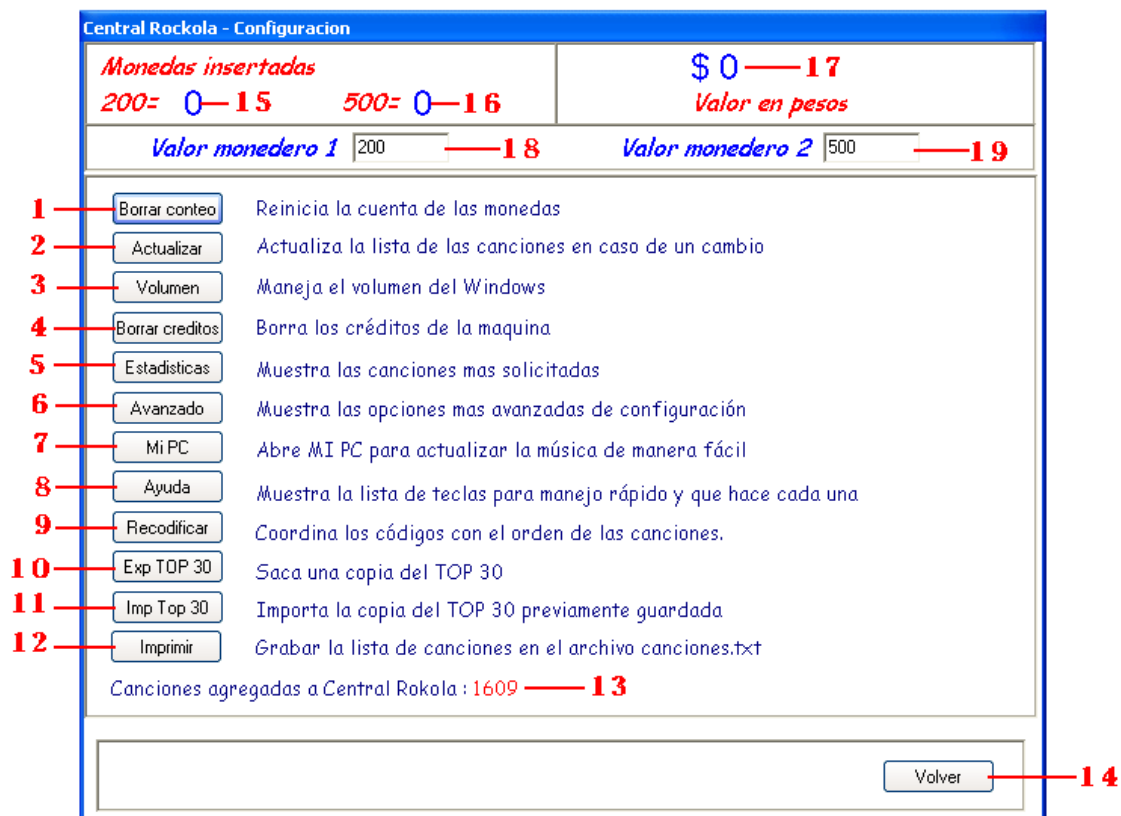 Central Rockola - Configuracion
Monedas insertadas
200= 0 15 500= 0 16
$ 0 17
Valor en pesos
Valor monedero 1 200 18 Valor monedero 2 500 19
1 Borrar conteo Reinicia la cuenta de las monedas
2 Actualizar Actualiza la lista de las canciones en caso de un cambio
3 Volumen Maneja el volumen del Windows
4 Borrar creditos Borra los créditos de la maquina
5 Estadisticas Muestra las canciones mas solicitadas
6 Avanzado Muestra las opciones mas avanzadas de configuración
7 Mi PC Abre MI PC para actualizar la música de manera fácil
8 Ayuda Muestra la lista de teclas para manejo rápido y que hace cada una
9 Recodificar Coordina los códigos con el orden de las canciones.
10 Exp TOP 30 Saca una copia del TOP 30
11 Imp Top 30 Importa la copia del TOP 30 previamente guardada
12 Imprimir Grabar la lista de canciones en el archivo canciones.txt
Canciones agregadas a Central Rokola : 1609 13
Volver 14